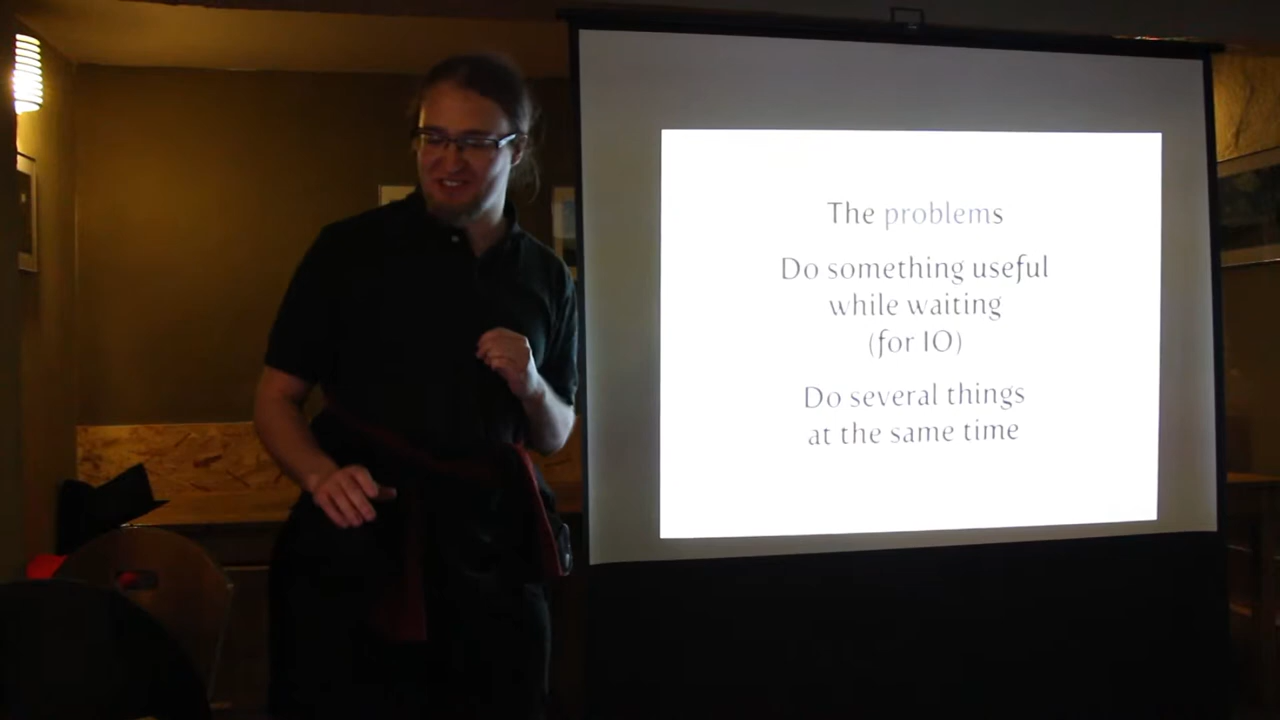 The problems
Do something useful
while waiting
(for IO)
Do several things
at the same time